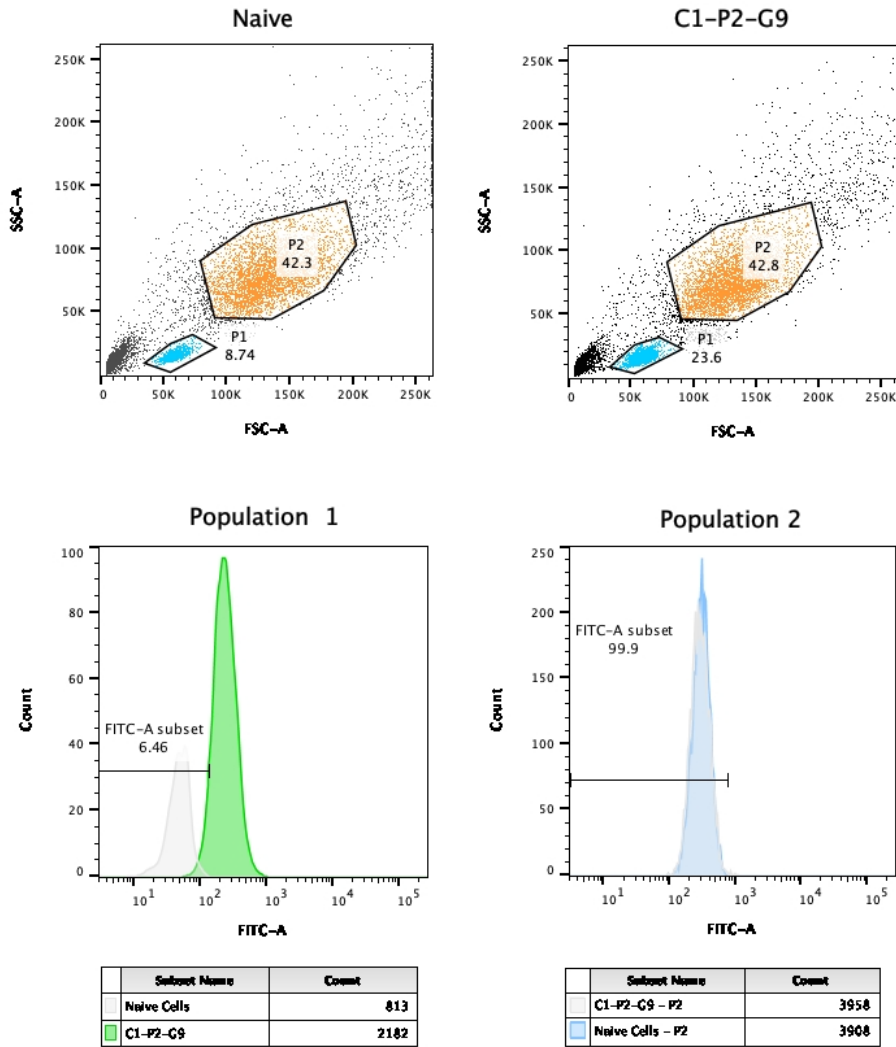 Naive
C1-P2-G9
250K
200K
150K
100K
50K
SSC-A
P2
42.3
P1
8.74
0
50K
100K
150K
200K
250K
FSC-A
250K
200K
150K
100K
50K
SSC-A
P2
42.8
P1
23.6
0
50K
100K
150K
200K
250K
FSC-A
Population 1
100
80
60
40
20
0
Count
FITC-A subset
6.46
10^1
10^2
10^3
10^4
10^5
FITC-A
Population 2
250
200
150
100
50
0
Count
FITC-A subset
99.9
10^1
10^2
10^3
10^4
10^5
FITC-A
Subset Name Count
Naive Cells 813
C1-P2-G9 2182
Subset Name Count
C1-P2-G9 - P2 3958
Naive Cells - P2 3908